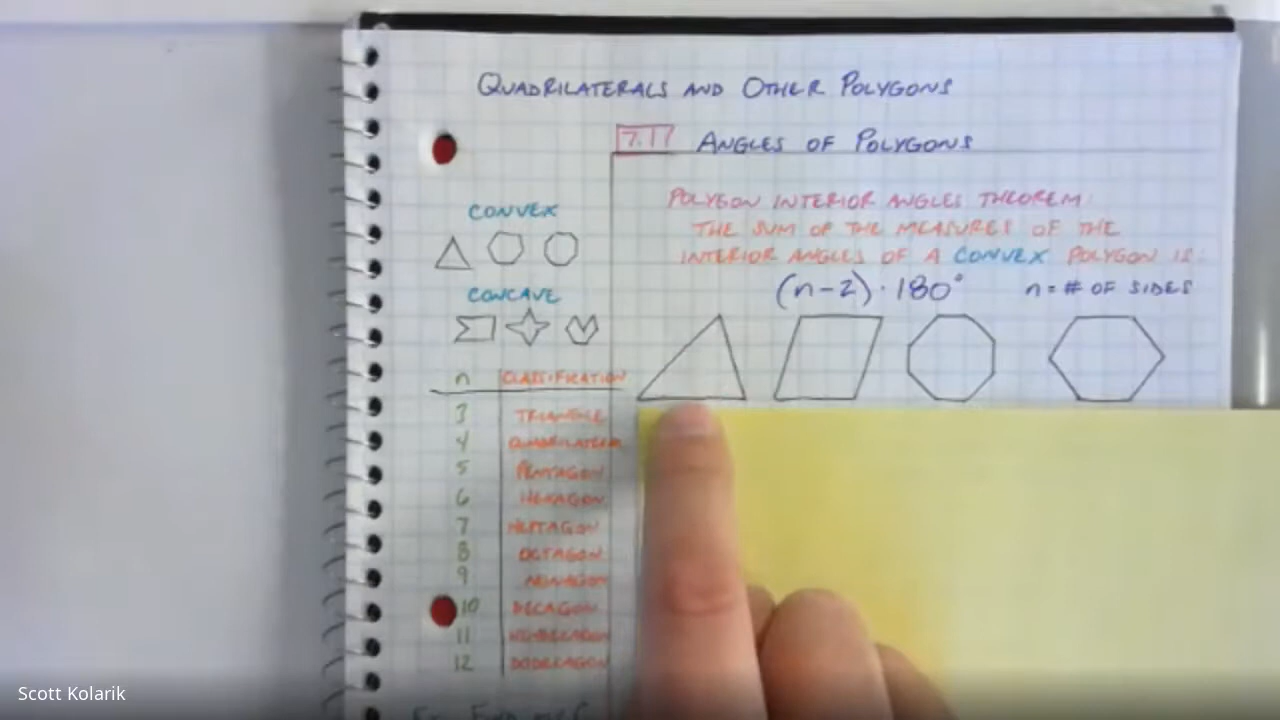 QUADRILATERALS AND OTHER POLYGONS
7.1 ANGLES OF POLYGONS
CONVEX
CONCAVE
n CLASSIFICATION
3 TRIANGLE
4 QUADRILATERAL
5 PENTAGON
6 HEXAGON
7 HEPTAGON
8 OCTAGON
9 NONAGON
10 DECAGON
11
12
POLYGON INTERIOR ANGLES THEOREM:
THE SUM OF THE MEASURES OF THE
INTERIOR ANGLES OF A CONVEX POLYGON IS:
(n-2)·180° n = # OF SIDES
Scott Kolarik